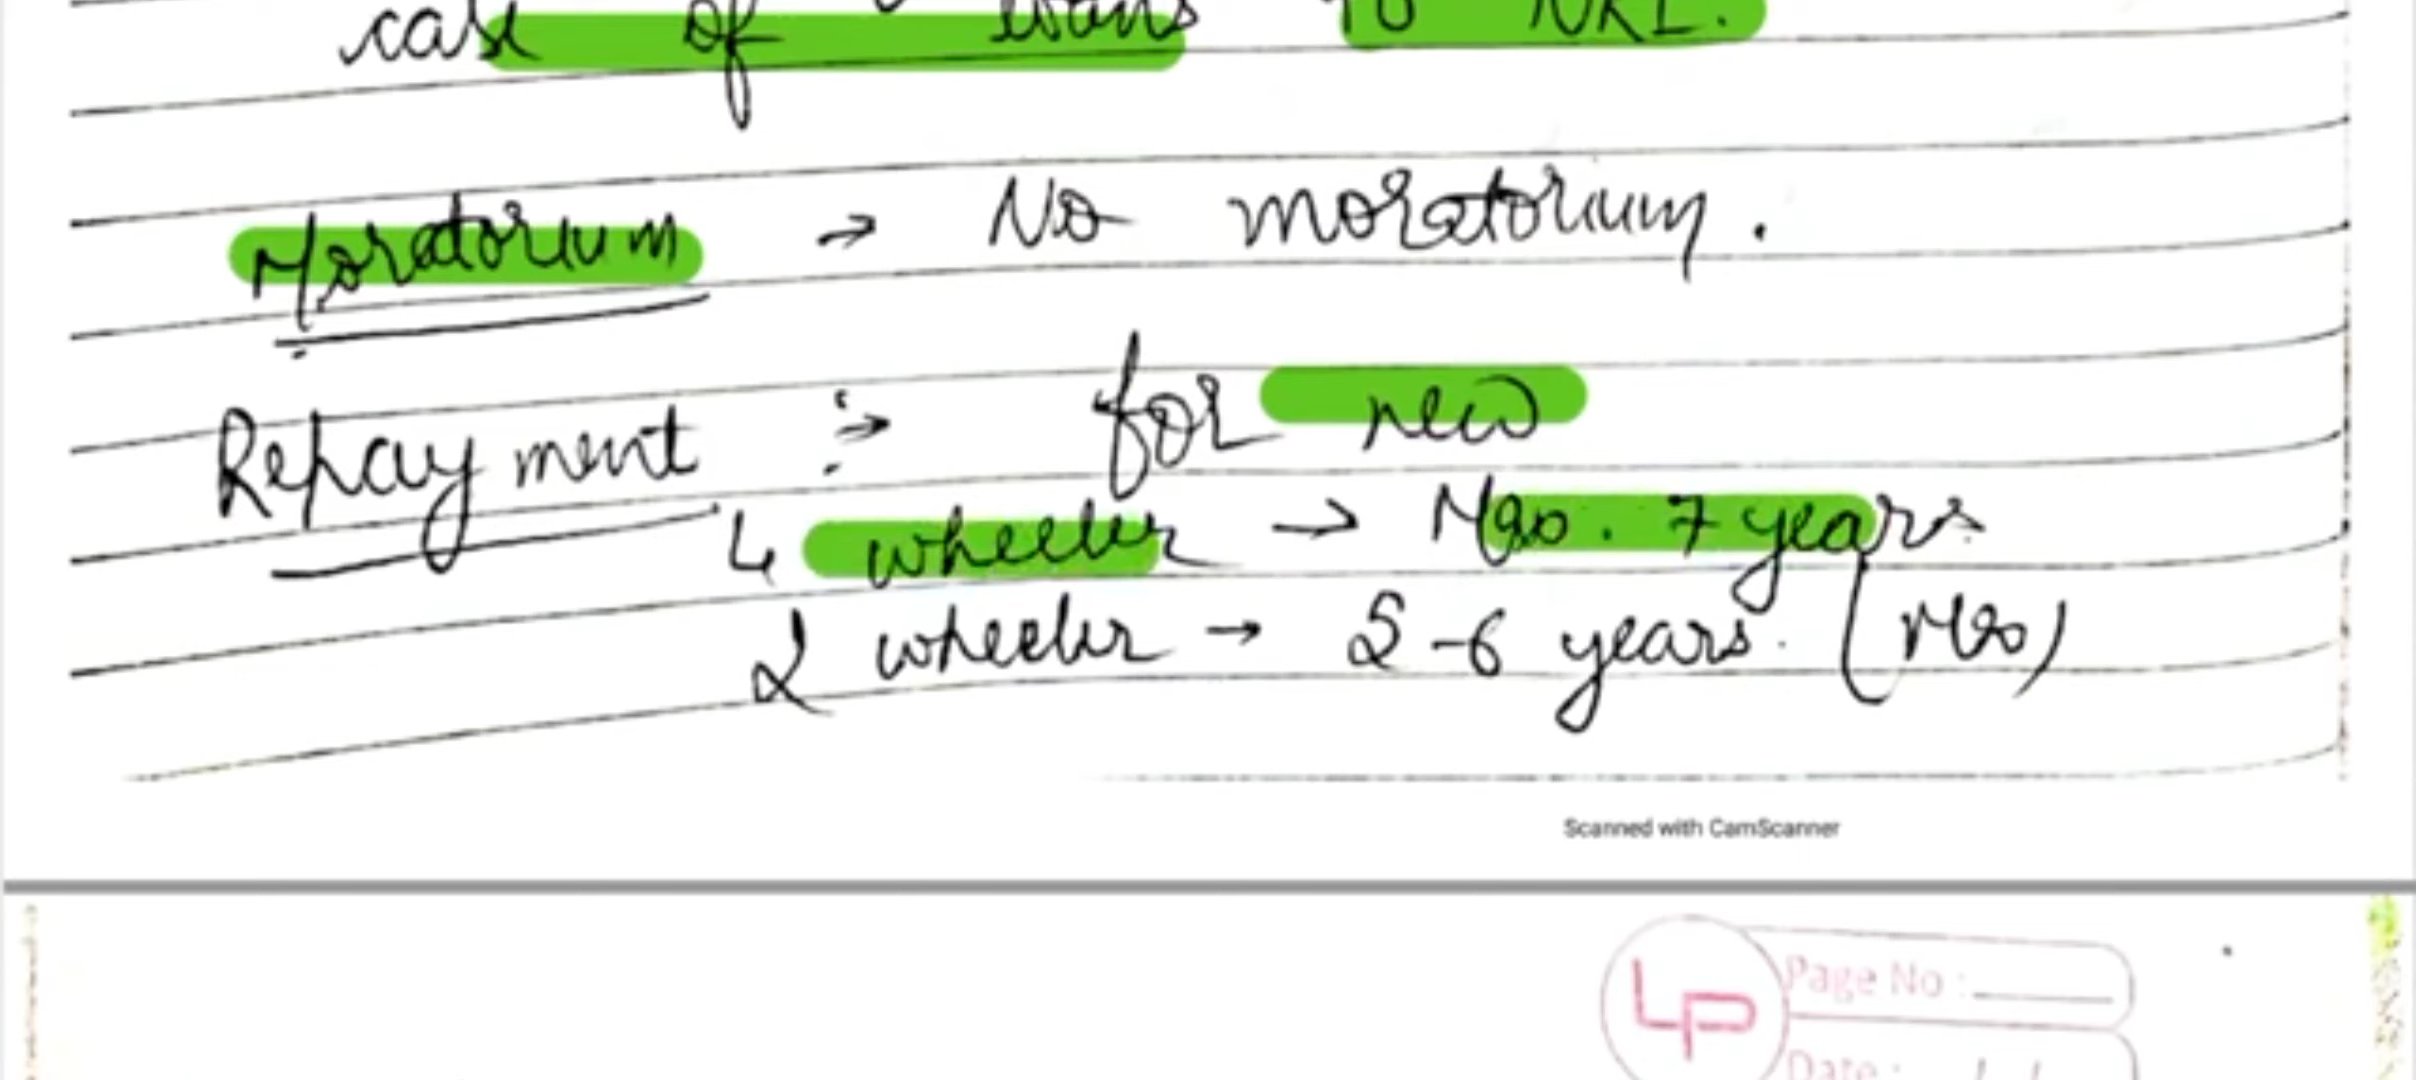 case of loans to NRI.
Moratorium → No moratorium.
Repayment :→ for new
4 wheeler → Max. 7 years.
2 wheeler → 5-6 years. (Max)
Scanned with CamScanner
LP
Page No :
Date :